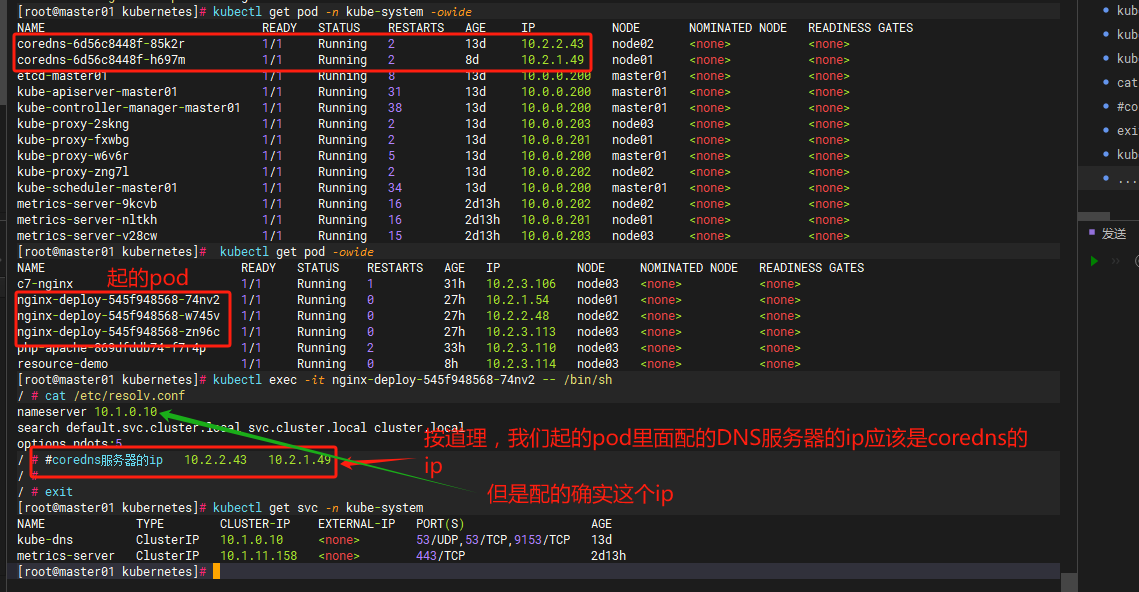 [root@master01 kubernetes]# kubectl get pod -n kube-system -owide
NAME READY STATUS RESTARTS AGE IP NODE NOMINATED NODE READINESS GATES
coredns-6d56c8448f-85k2r 1/1 Running 2 13d 10.2.2.43 node02 <none> <none>
coredns-6d56c8448f-h697m 1/1 Running 2 8d 10.2.1.49 node01 <none> <none>
etcd-master01 1/1 Running 8 13d 10.0.0.200 master01 <none> <none>
kube-apiserver-master01 1/1 Running 31 13d 10.0.0.200 master01 <none> <none>
kube-controller-manager-master01 1/1 Running 38 13d 10.0.0.200 master01 <none> <none>
kube-proxy-2skng 1/1 Running 2 13d 10.0.0.203 node03 <none> <none>
kube-proxy-fxwbg 1/1 Running 2 13d 10.0.0.201 node01 <none> <none>
kube-proxy-w6v6r 1/1 Running 5 13d 10.0.0.200 master01 <none> <none>
kube-proxy-zng7l 1/1 Running 2 13d 10.0.0.202 node02 <none> <none>
kube-scheduler-master01 1/1 Running 34 13d 10.0.0.200 master01 <none> <none>
metrics-server-9kcvb 1/1 Running 16 2d13h 10.0.0.202 node02 <none> <none>
metrics-server-nltkh 1/1 Running 16 2d13h 10.0.0.201 node01 <none> <none>
metrics-server-v28cw 1/1 Running 15 2d13h 10.0.0.203 node03 <none> <none>
[root@master01 kubernetes]# kubectl get pod -owide
NAME READY STATUS RESTARTS AGE IP NODE NOMINATED NODE READINESS GATES
起的pod
c7-nginx 1/1 Running 1 31h 10.2.3.106 node03 <none> <none>
nginx-deploy-545f948568-74nv2 1/1 Running 0 27h 10.2.1.54 node01 <none> <none>
nginx-deploy-545f948568-w745v 1/1 Running 0 27h 10.2.2.48 node02 <none> <none>
nginx-deploy-545f948568-zn96c 1/1 Running 0 27h 10.2.3.113 node03 <none> <none>
php-apache-869dfddb74-f7r4p 1/1 Running 2 33h 10.2.3.110 node03 <none> <none>
resource-demo 1/1 Running 0 8h 10.2.3.114 node03 <none> <none>
[root@master01 kubernetes]# kubectl exec -it nginx-deploy-545f948568-74nv2 -- /bin/sh
/ # cat /etc/resolv.conf
nameserver 10.1.0.10
search default.svc.cluster.local svc.cluster.local cluster.local
options ndots:5
按道理，我们起的pod里面配的DNS服务器的ip应该是coredns的
ip
/ # #coredns服务器的ip 10.2.2.43 10.2.1.49
/ #
但是配的确实这个ip
/ # exit
[root@master01 kubernetes]# kubectl get svc -n kube-system
NAME TYPE CLUSTER-IP EXTERNAL-IP PORT(S) AGE
kube-dns ClusterIP 10.1.0.10 <none> 53/UDP,53/TCP,9153/TCP 13d
metrics-server ClusterIP 10.1.11.158 <none> 443/TCP 2d13h
[root@master01 kubernetes]#
kub
kub
kub
cat
#co
exi
kub
...
发送